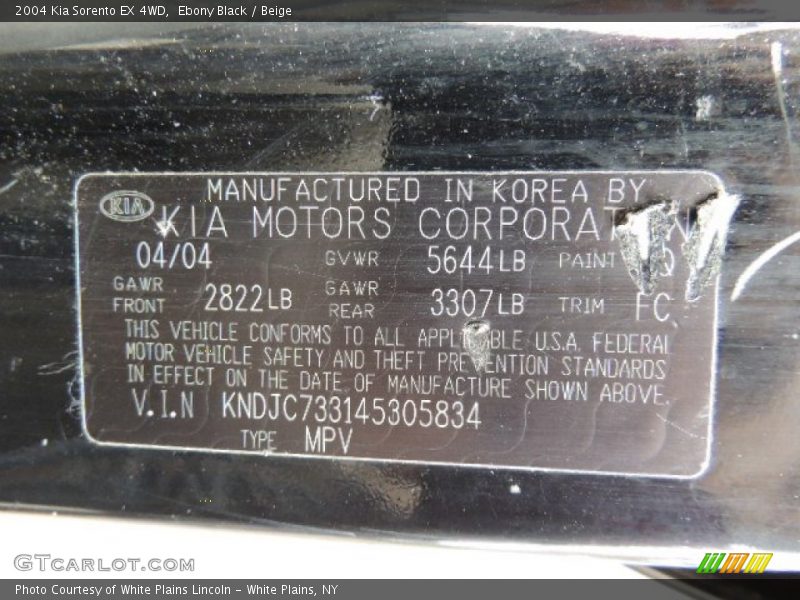 2004 Kia Sorento EX 4WD, Ebony Black / Beige
MANUFACTURED IN KOREA BY
KIA KIA MOTORS CORPORAT N
04/04 GVWR 5644LB PAINT
GAWR FRONT 2822LB GAWR REAR 3307LB TRIM FC
THIS VEHICLE CONFORMS TO ALL U.S.A. FEDERAL
MOTOR VEHICLE SAFETY AND THEFT PREVENTION STANDARDS
IN EFFECT ON THE DATE OF MANUFACTURE SHOWN ABOVE.
V.I.N KNDJC733145305834
TYPE MPV
GTCARLOT.COM
Photo Courtesy of White Plains Lincoln - White Plains, NY